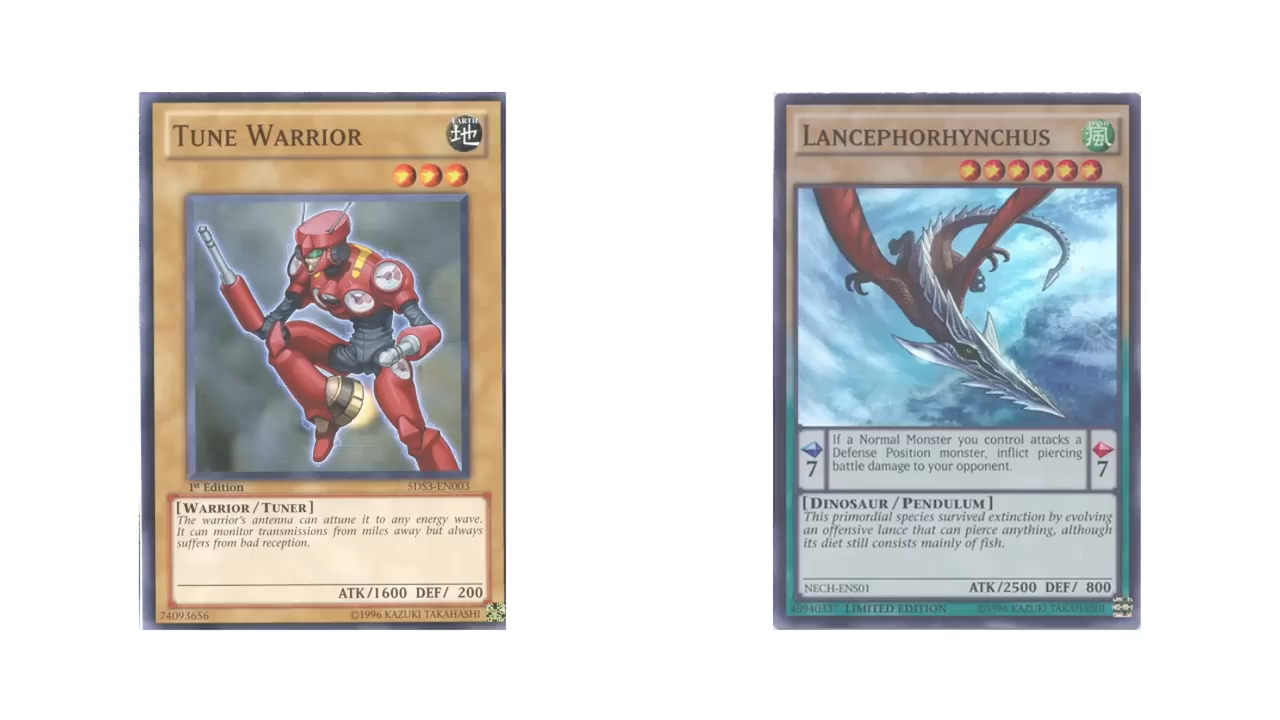 TUNE WARRIOR
EARTH
地
1st Edition
5DS3-EN003
[WARRIOR / TUNER]
The warrior's antenna can attune it to any energy wave.
It can monitor transmissions from miles away but always
suffers from bad reception.
ATK/1600 DEF/ 200
74093656
©1996 KAZUKI TAKAHASHI
LANCEPHORHYNCHUS
WIND
風
If a Normal Monster you control attacks a
Defense Position monster, inflict piercing
battle damage to your opponent.
7
7
[DINOSAUR / PENDULUM]
This primordial species survived extinction by evolving
an offensive lance that can pierce anything, although
its diet still consists mainly of fish.
NECH-ENS01
ATK/2500 DEF/ 800
48940337
LIMITED EDITION
©1996 KAZUKI TAKAHASHI